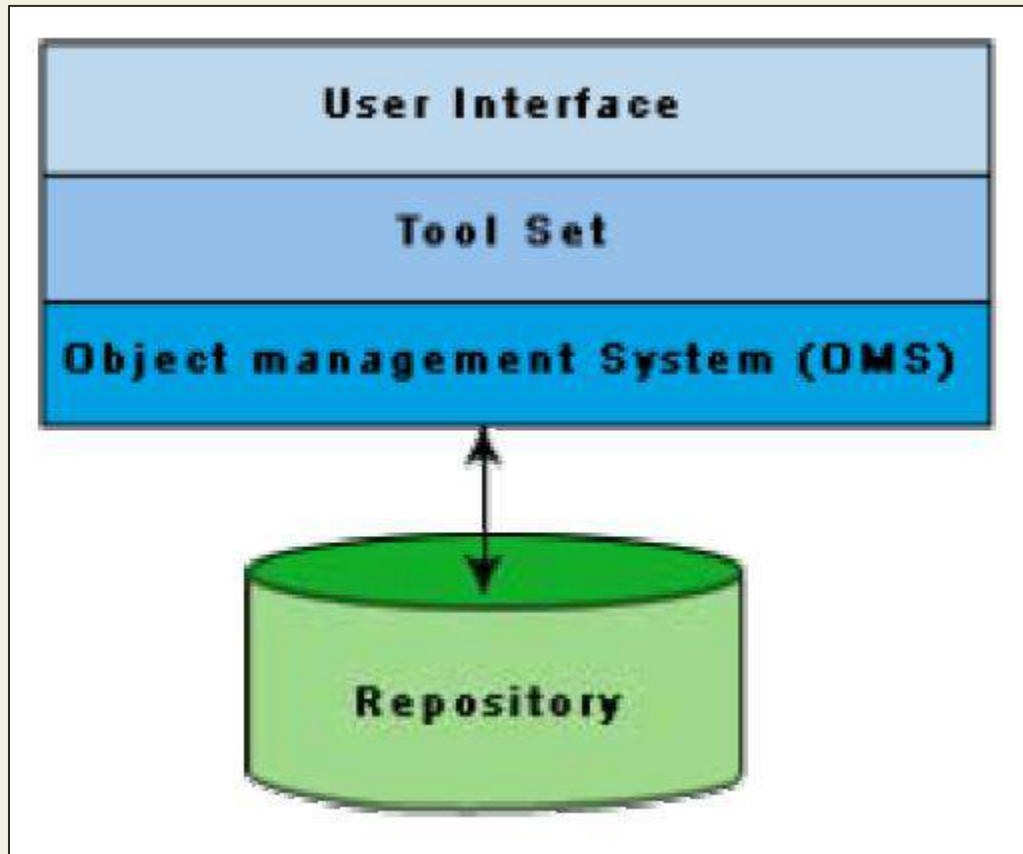 User Interface
Tool Set
Object management System (OMS)
Repository